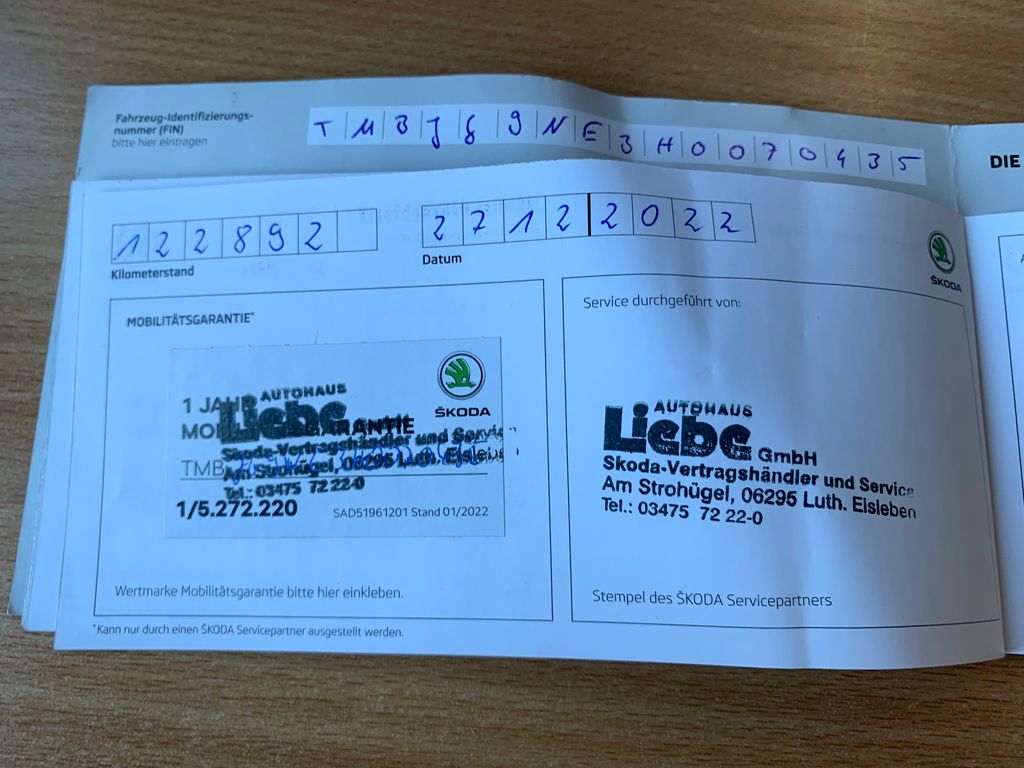 Fahrzeug-Identifizierungs-
nummer (FIN)
bitte hier eintragen
TMBJG9NE3H0070435
DIE
122892
Kilometerstand
27122022
Datum
ŠKODA
MOBILITÄTSGARANTIE*
1 JAHR
MOBILITÄTSGARANTIE
ŠKODA
AUTOHAUS
Liebe
Skoda-Vertragshändler und Service
Am Strohügel, 06295 Luth. Eisleben
Tel.: 03475 72 22-0
TMB
1/5.272.220
SAD51961201 Stand 01/2022
Wertmarke Mobilitätsgarantie bitte hier einkleben.
*Kann nur durch einen ŠKODA Servicepartner ausgestellt werden.
Service durchgeführt von:
AUTOHAUS
Liebe GmbH
Skoda-Vertragshändler und Service
Am Strohügel, 06295 Luth. Eisleben
Tel.: 03475 72 22-0
Stempel des ŠKODA Servicepartners